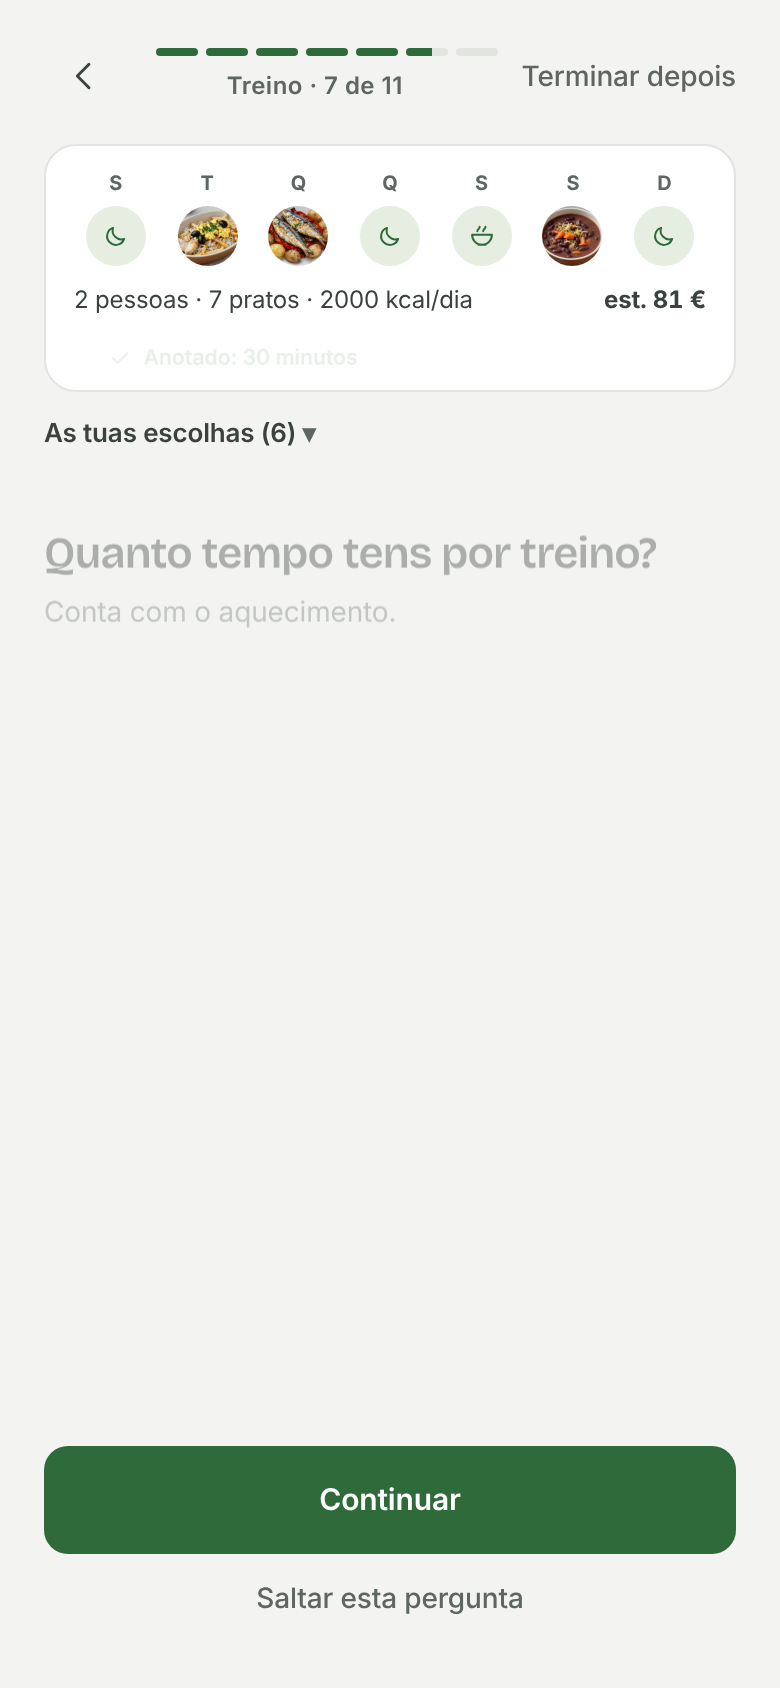 Treino · 7 de 11
Terminar depois
S T Q Q S S D
2 pessoas · 7 pratos · 2000 kcal/dia est. 81 €
Anotado: 30 minutos
As tuas escolhas (6) ▾
Quanto tempo tens por treino?
Conta com o aquecimento.
Continuar
Saltar esta pergunta